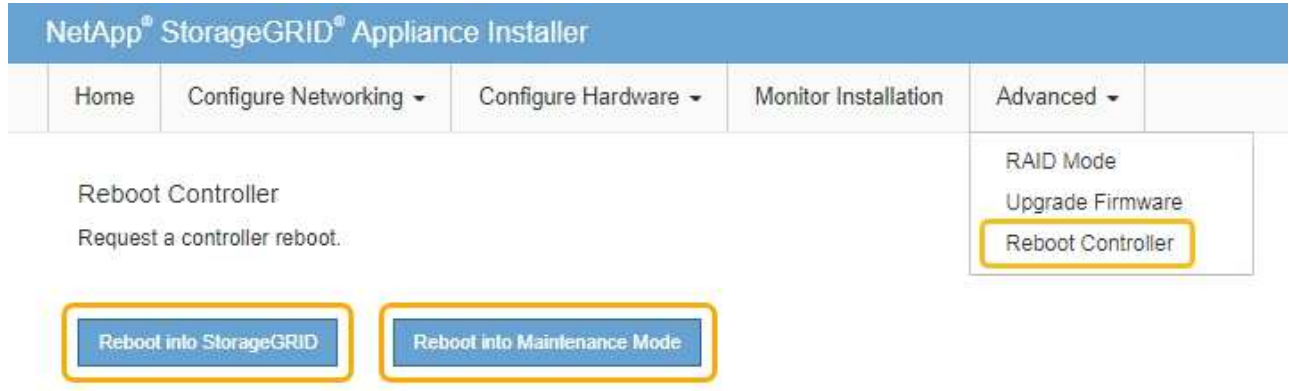 NetApp® StorageGRID® Appliance Installer
Home Configure Networking Configure Hardware Monitor Installation Advanced
RAID Mode
Upgrade Firmware
Reboot Controller
Reboot Controller
Request a controller reboot.
Reboot into StorageGRID Reboot into Maintenance Mode